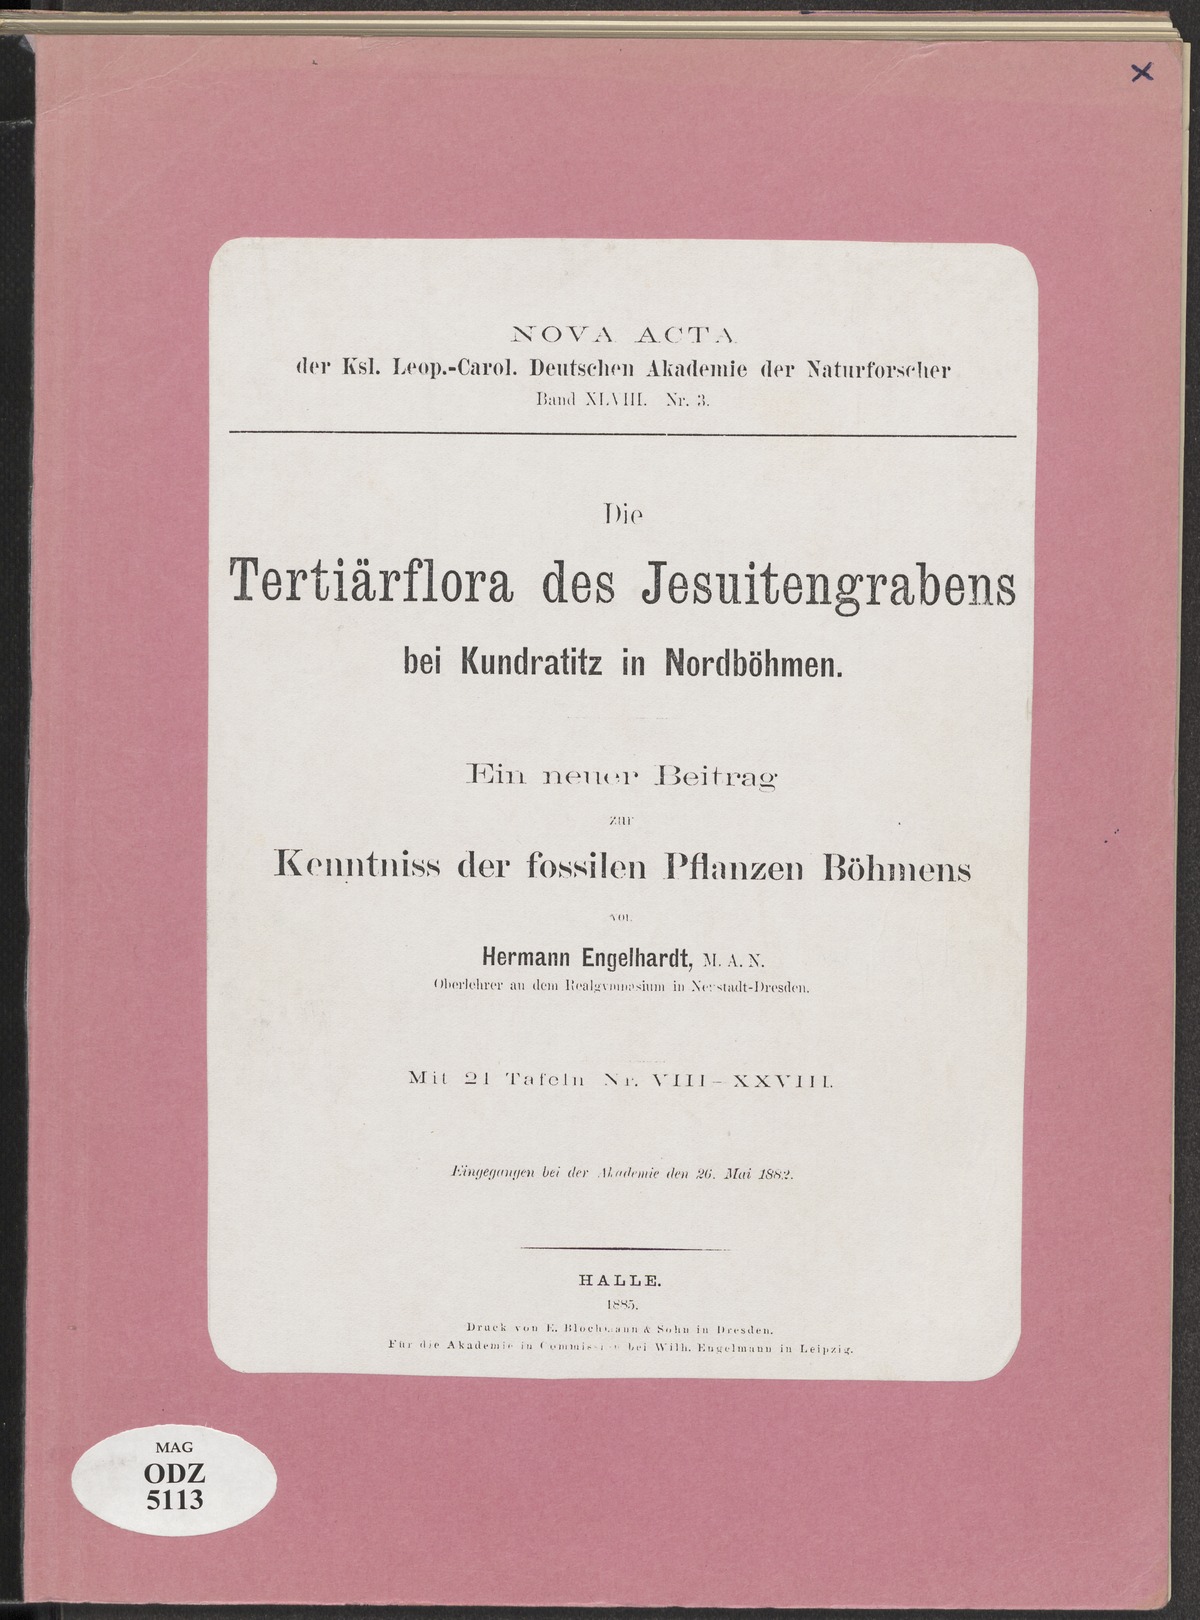 NOVA ACTA
der Ksl. Leop.-Carol. Deutschen Akademie der Naturforscher
Band XLVIII. Nr. 3.
Die
Tertiärflora des Jesuitengrabens
bei Kundratitz in Nordböhmen.
Ein neuer Beitrag
zur
Kenntniss der fossilen Pflanzen Böhmens
von
Hermann Engelhardt, M. A. N.
Oberlehrer an dem Realgymnasium in Neustadt-Dresden.
Mit 21 Tafeln Nr. VIII–XXVIII.
Eingegangen bei der Akademie den 26. Mai 1882.
HALLE.
1885.
Druck von E. Blochmann & Sohn in Dresden.
Für die Akademie in Commission bei Wilh. Engelmann in Leipzig.
MAG
ODZ
5113